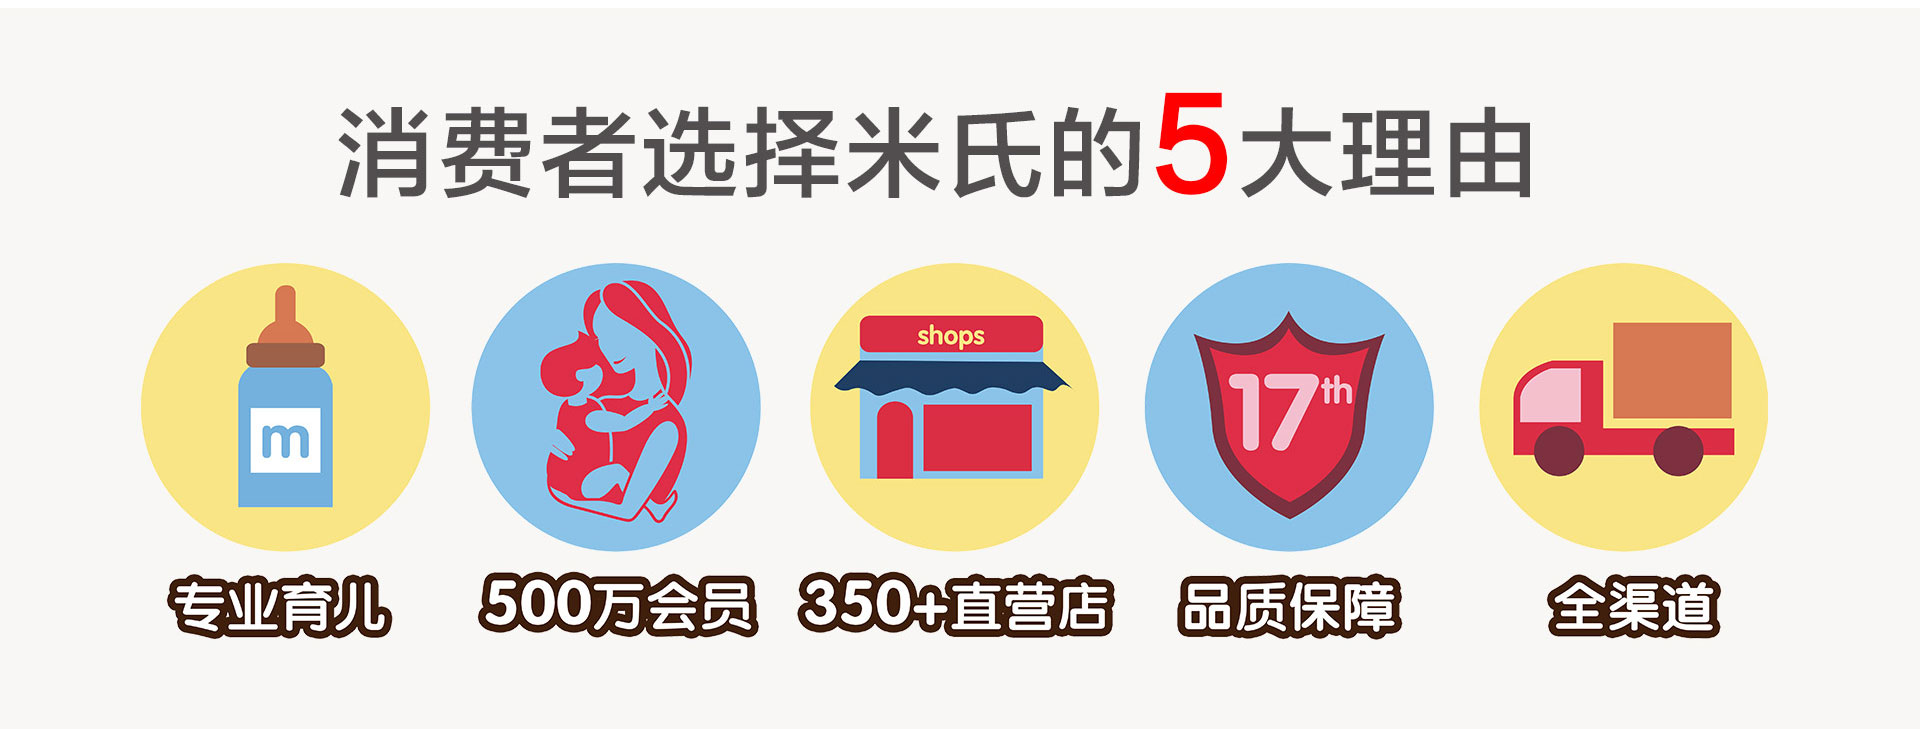 消费者选择米氏的5大理由
m
shops
17th
专业育儿
500万会员
350+直营店
品质保障
全渠道